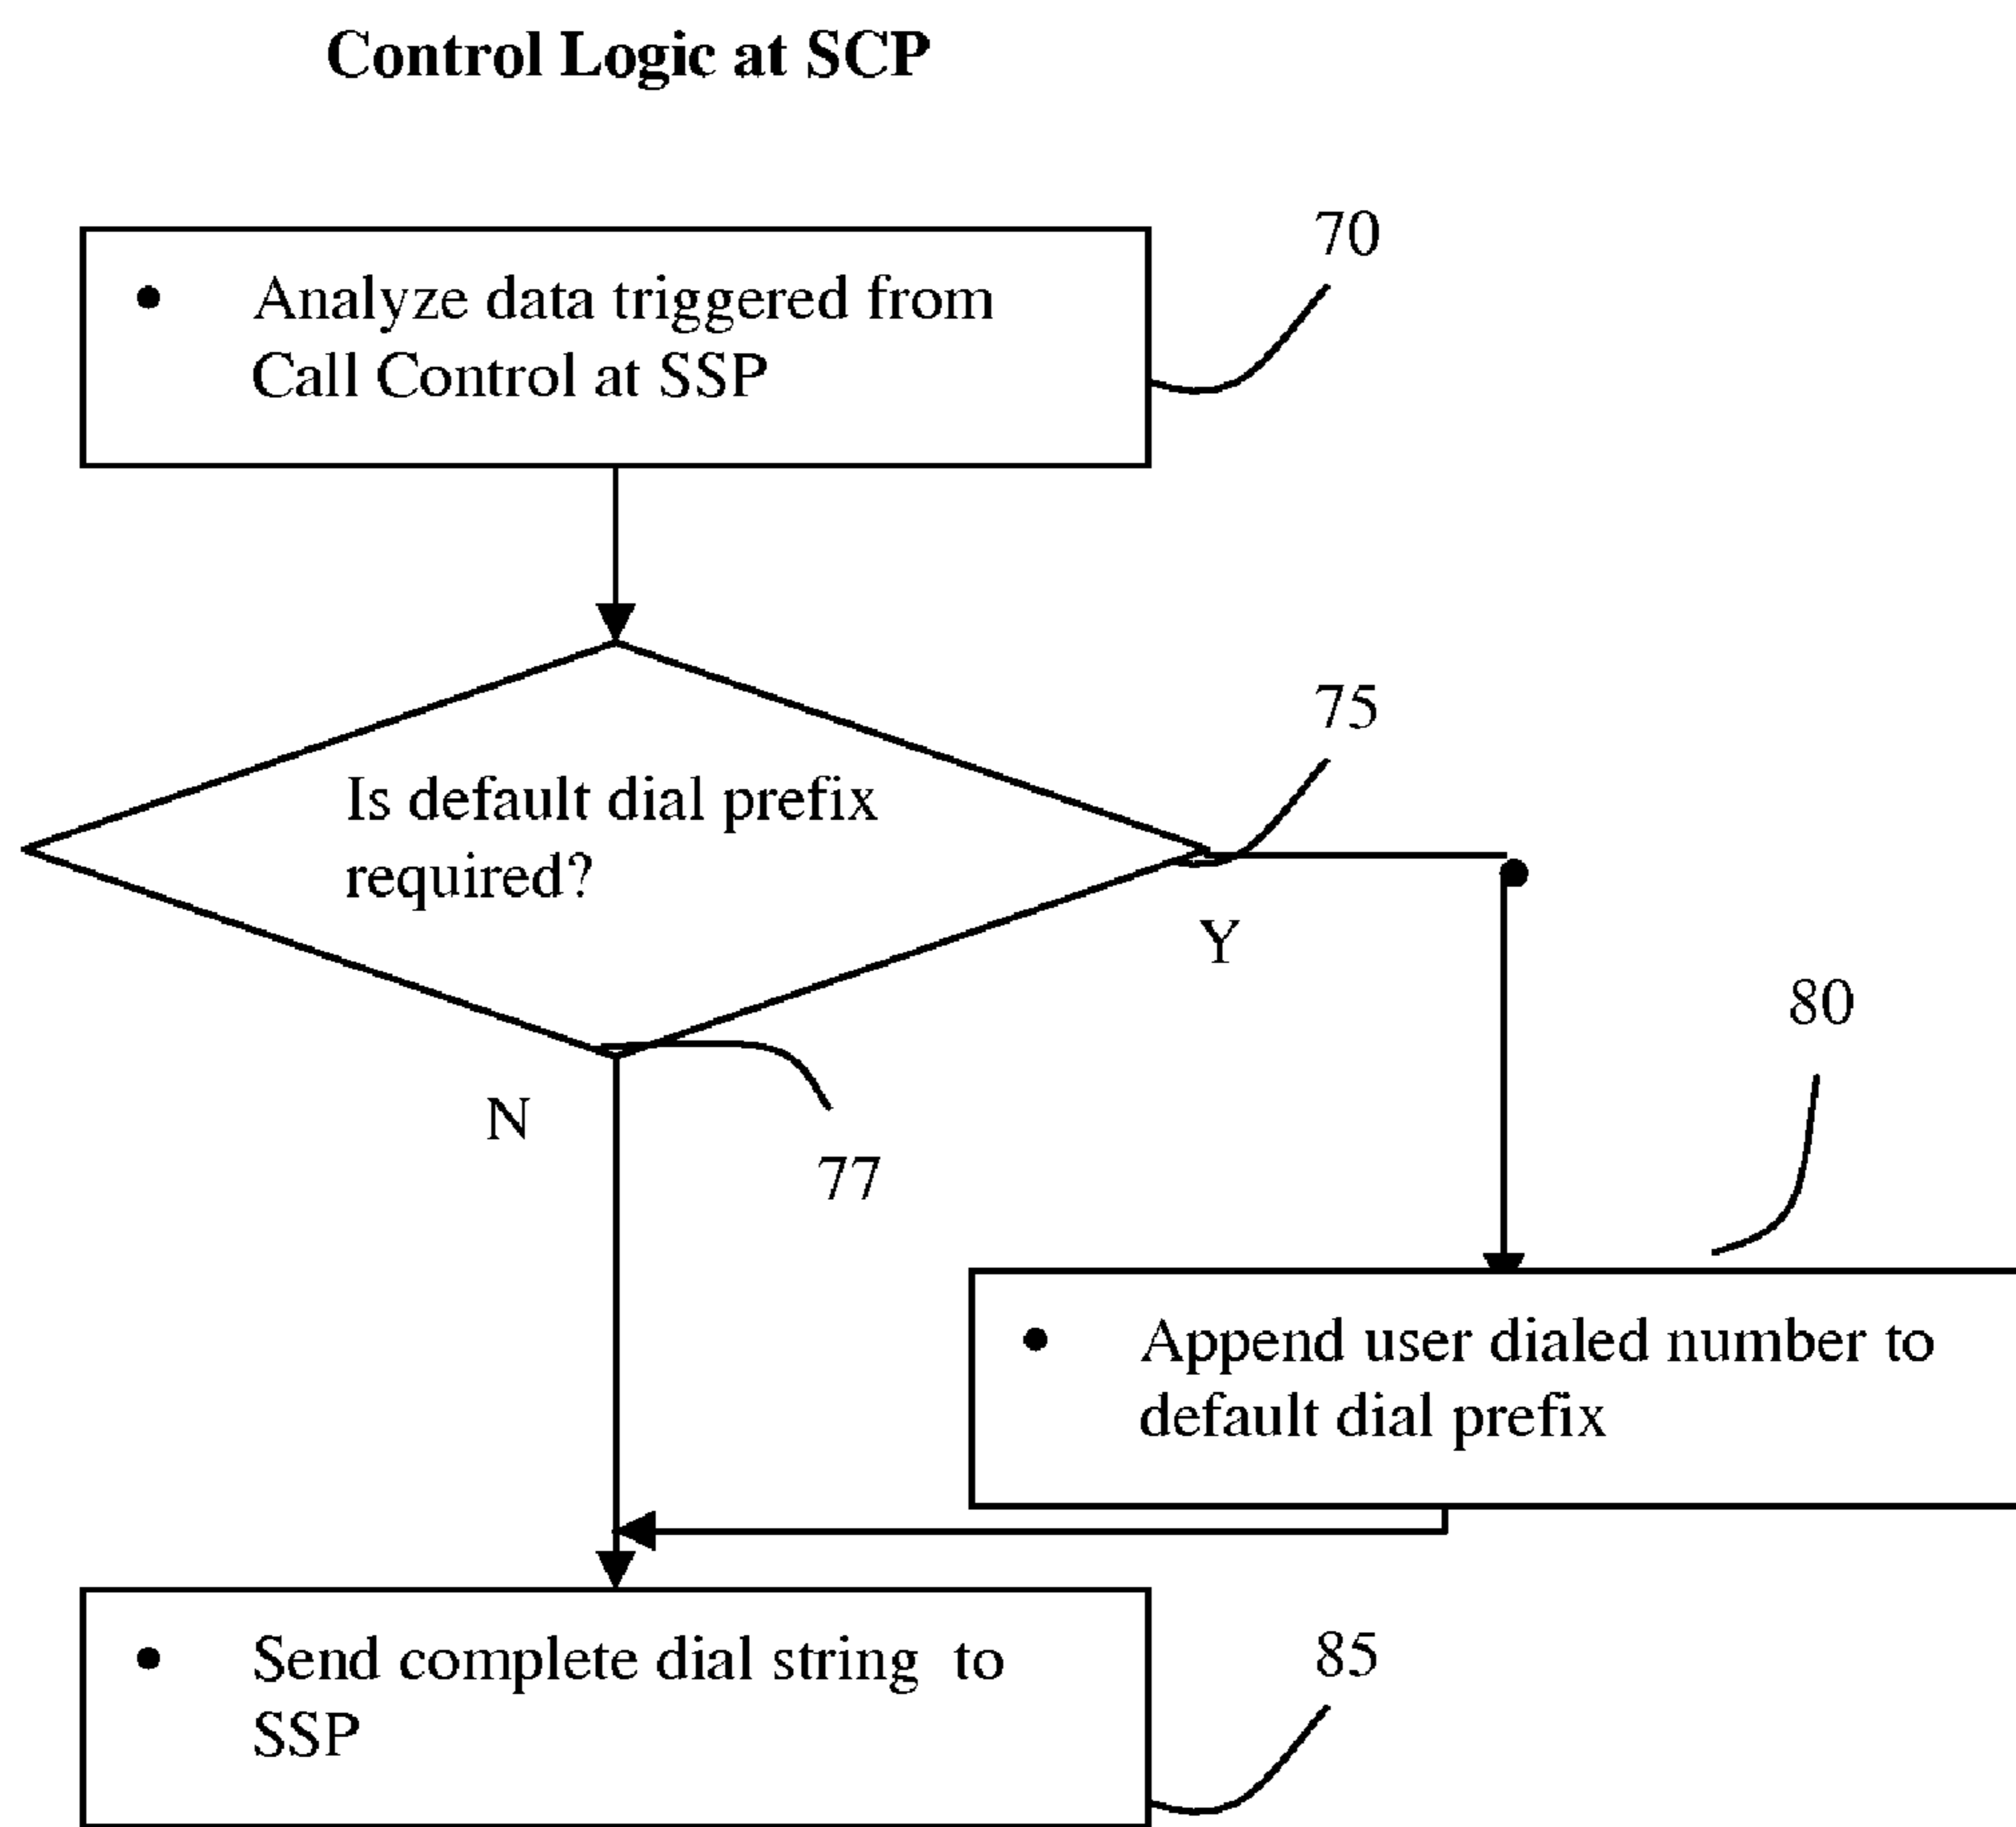 Control Logic at SCP
70
• Analyze data triggered from
Call Control at SSP
75
Is default dial prefix
required?
Y
80
N
77
• Append user dialed number to
default dial prefix
• Send complete dial string to
SSP
85